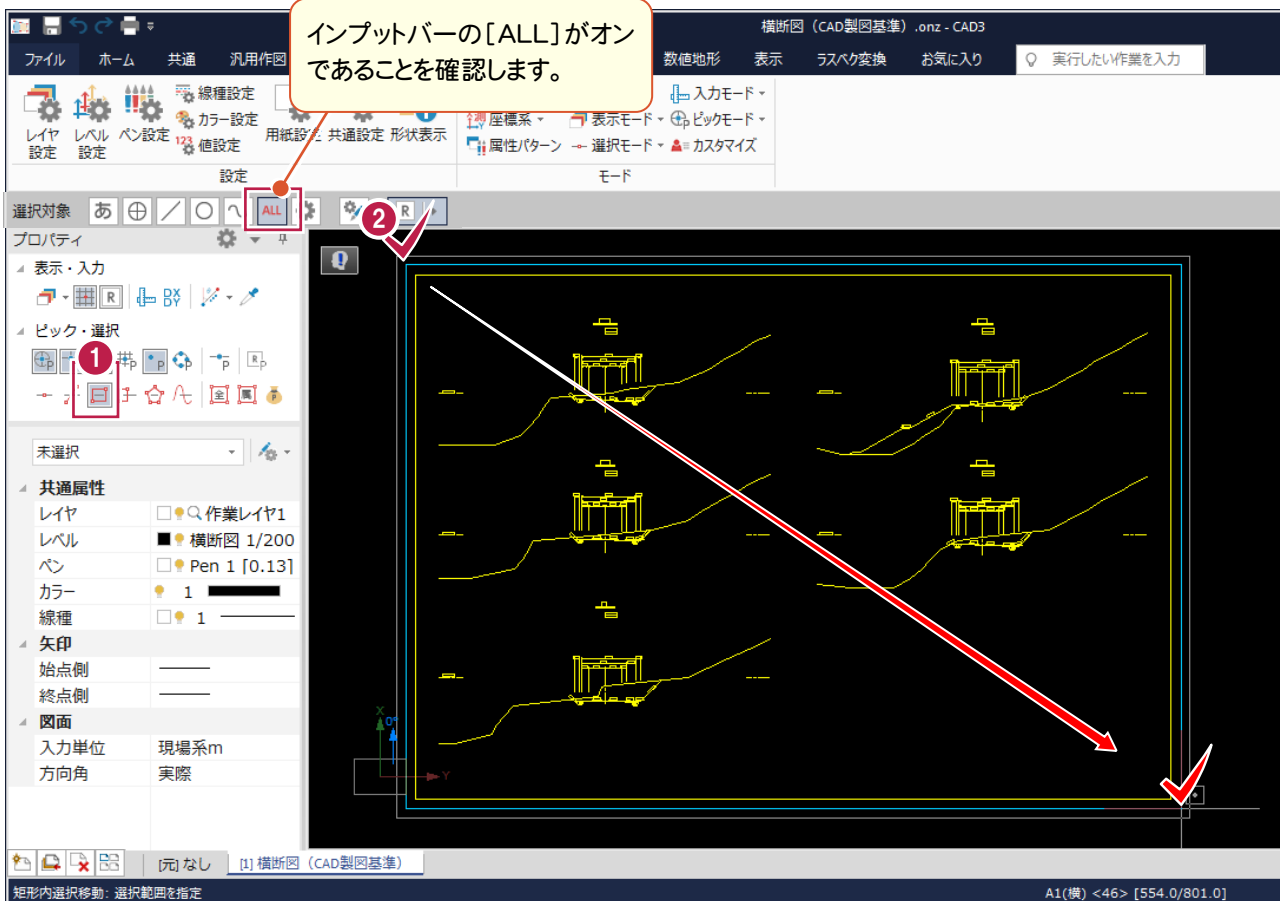 インプットバーの[ALL]がオン
であることを確認します。
横断図（CAD製図基準）.onz - CAD3
ファイル ホーム 共通 汎用作図 数値地形 表示 ラスベク変換 お気に入り 実行したい作業を入力
レイヤ
設定
レベル
設定
ペン設定
線種設定
カラー設定
123 値設定
用紙設定 共通設定 形状表示
設定
座標系
属性パターン
表示モード
選択モード
入力モード
ピックモード
カスタマイズ
モード
選択対象 あ ALL R
2
プロパティ
表示・入力
R DX DY
ピック・選択
1
P P P P RP
全 属 P
未選択
共通属性
レイヤ 作業レイヤ1
レベル 横断図 1/200
ペン Pen 1 [0.13]
カラー 1
線種 1
矢印
始点側
終点側
図面
入力単位 現場系m
方向角 実際
X
0°
Y
[元] なし [1] 横断図（CAD製図基準）
矩形内選択移動: 選択範囲を指定 A1(横) <46> [554.0/801.0]